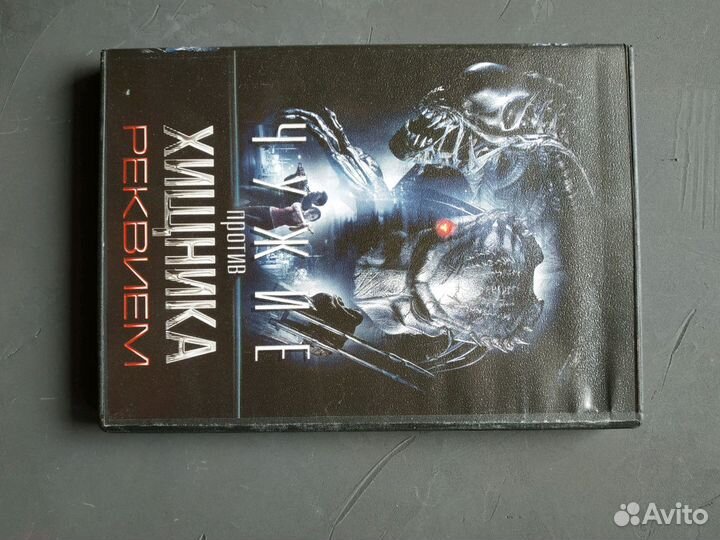 ЧУЖИЕ
против
ХИЩНИКА
РЕКВИЕМ
Avito